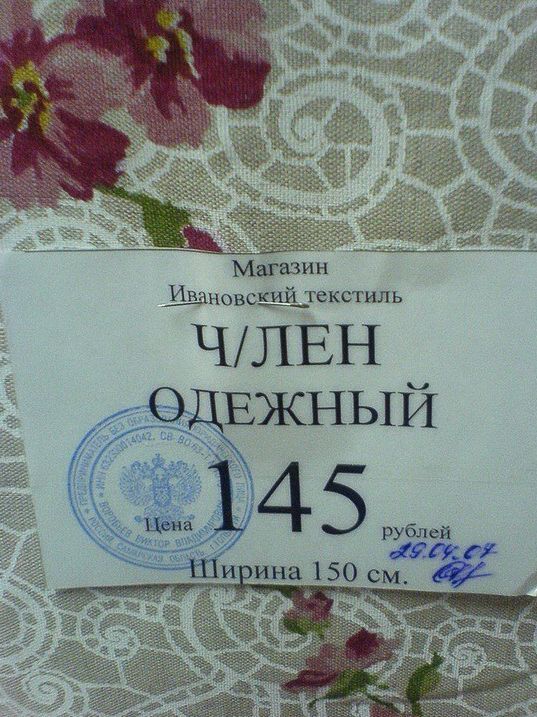 Магазин
Ивановский текстиль
Ч/ЛЕН
ОДЕЖНЫЙ
Цена 145 рублей
29.04.07
Ширина 150 см.